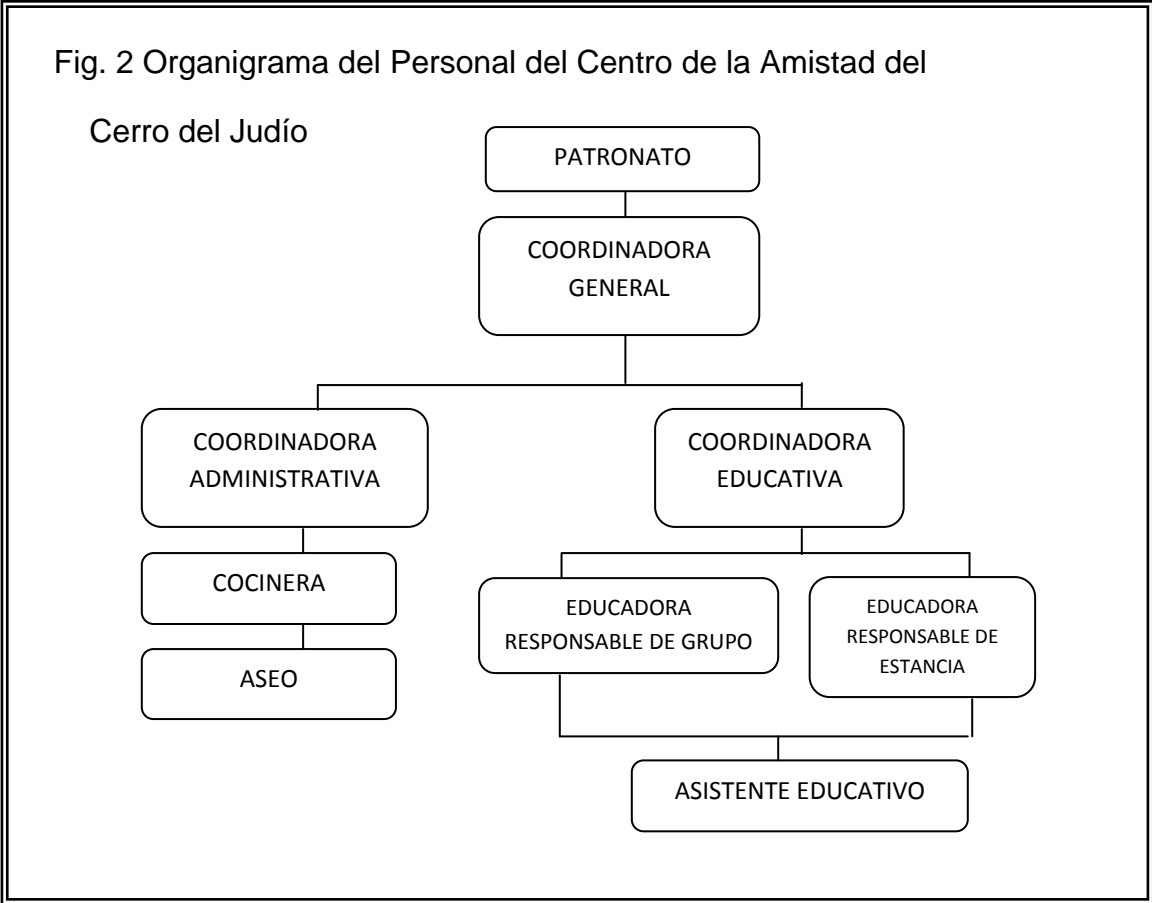 Fig. 2 Organigrama del Personal del Centro de la Amistad del
Cerro del Judío
PATRONATO
COORDINADORA
GENERAL
COORDINADORA
ADMINISTRATIVA
COORDINADORA
EDUCATIVA
COCINERA
ASEO
EDUCADORA
RESPONSABLE DE GRUPO
EDUCADORA
RESPONSABLE DE
ESTANCIA
ASISTENTE EDUCATIVO